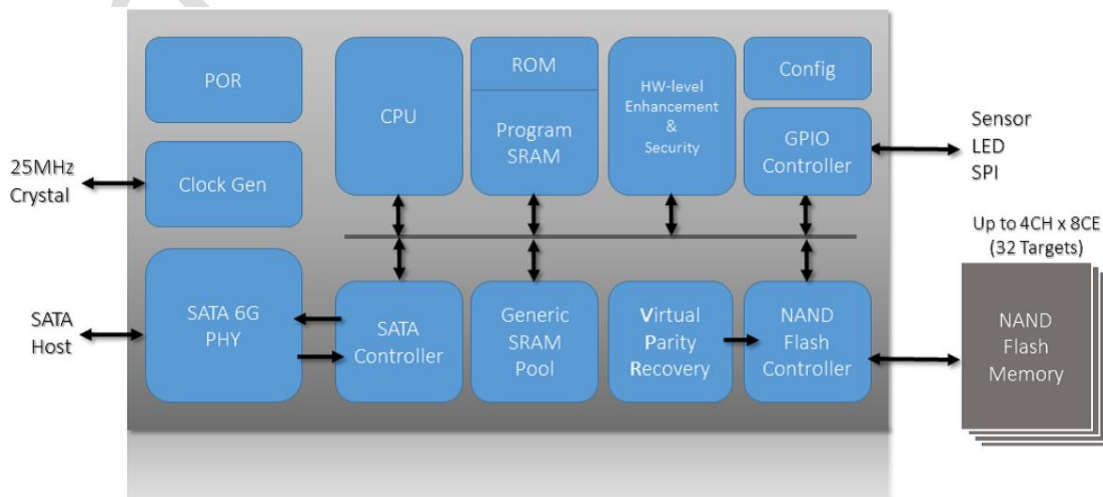 POR
CPU
ROM
Program
SRAM
HW-level
Enhancement
&
Security
Config
GPIO
Controller
Sensor
LED
SPI
25MHz
Crystal
Clock Gen
Up to 4CH x 8CE
(32 Targets)
SATA
Host
SATA 6G
PHY
SATA
Controller
Generic
SRAM
Pool
Virtual
Parity
Recovery
NAND
Flash
Controller
NAND
Flash
Memory